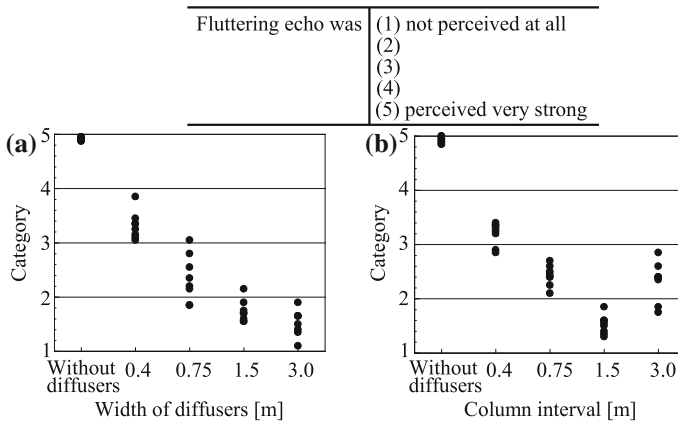 Fluttering echo was
(1) not perceived at all
(2)
(3)
(4)
(5) perceived very strong
(a)
5
4
3
2
1
Category
Without
diffusers
0.4
0.75
1.5
3.0
Width of diffusers [m]
(b)
5
4
3
2
1
Category
Without
diffusers
0.4
0.75
1.5
3.0
Column interval [m]